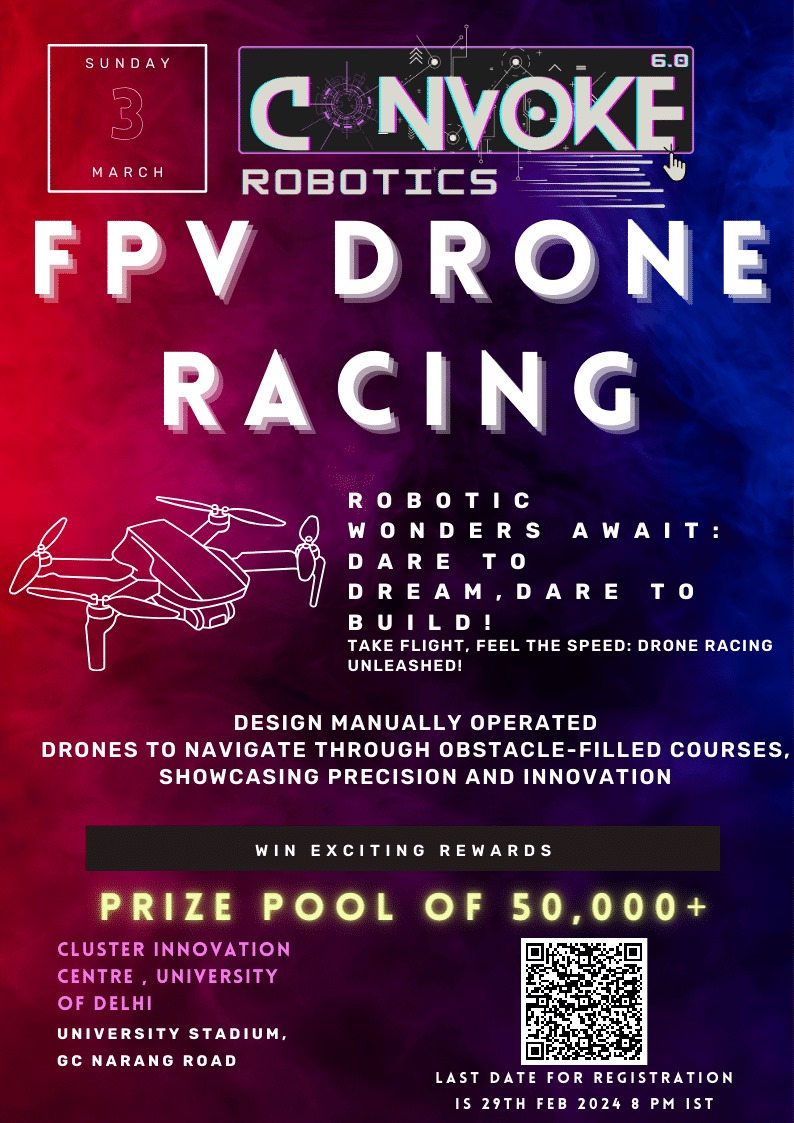 SUNDAY
3
MARCH
CONVOKE
6.0
ROBOTICS
FPV DRONE
RACING
ROBOTIC
WONDERS AWAIT:
DARE TO
DREAM,DARE TO
BUILD!
TAKE FLIGHT, FEEL THE SPEED: DRONE RACING
UNLEASHED!
DESIGN MANUALLY OPERATED
DRONES TO NAVIGATE THROUGH OBSTACLE-FILLED COURSES,
SHOWCASING PRECISION AND INNOVATION
WIN EXCITING REWARDS
PRIZE POOL OF 50,000+
CLUSTER INNOVATION
CENTRE , UNIVERSITY
OF DELHI
UNIVERSITY STADIUM,
GC NARANG ROAD
LAST DATE FOR REGISTRATION
IS 29TH FEB 2024 8 PM IST